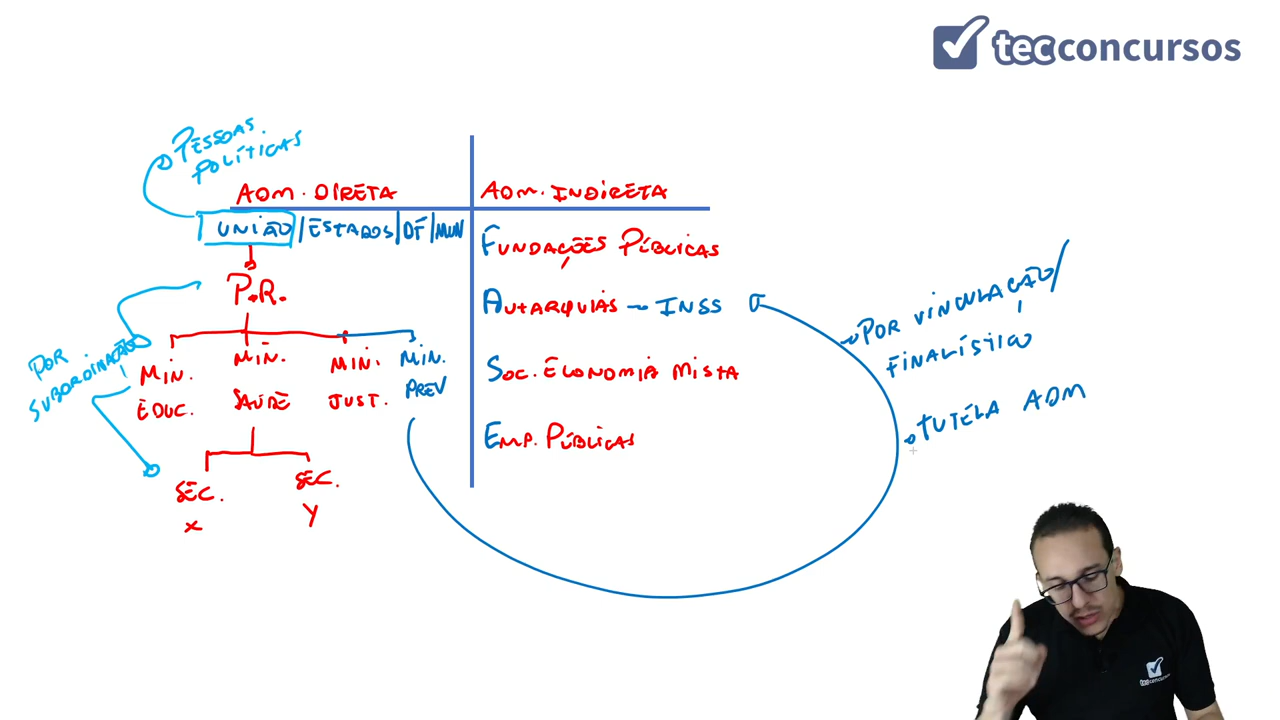 tecconcursos
PESSOAS
POLÍTICAS
ADM. DIRETA
ADM. INDIRETA
UNIÃO/ESTADOS/DF/MUN
FUNDAÇÕES PÚBLICAS
P.R.
AUTARQUIAS - INSS
POR VINCULAÇÃO/
FINALÍSTICO
POR
SUBORDINAÇÃO
MIN.
EDUC.
MIN.
SAÚDE
MIN.
JUST.
MIN.
PREV
SOC. ECONOMIA MISTA
TUTELA ADM
EMP. PÚBLICAS
SEC.
X
SEC.
Y
tecconcursos